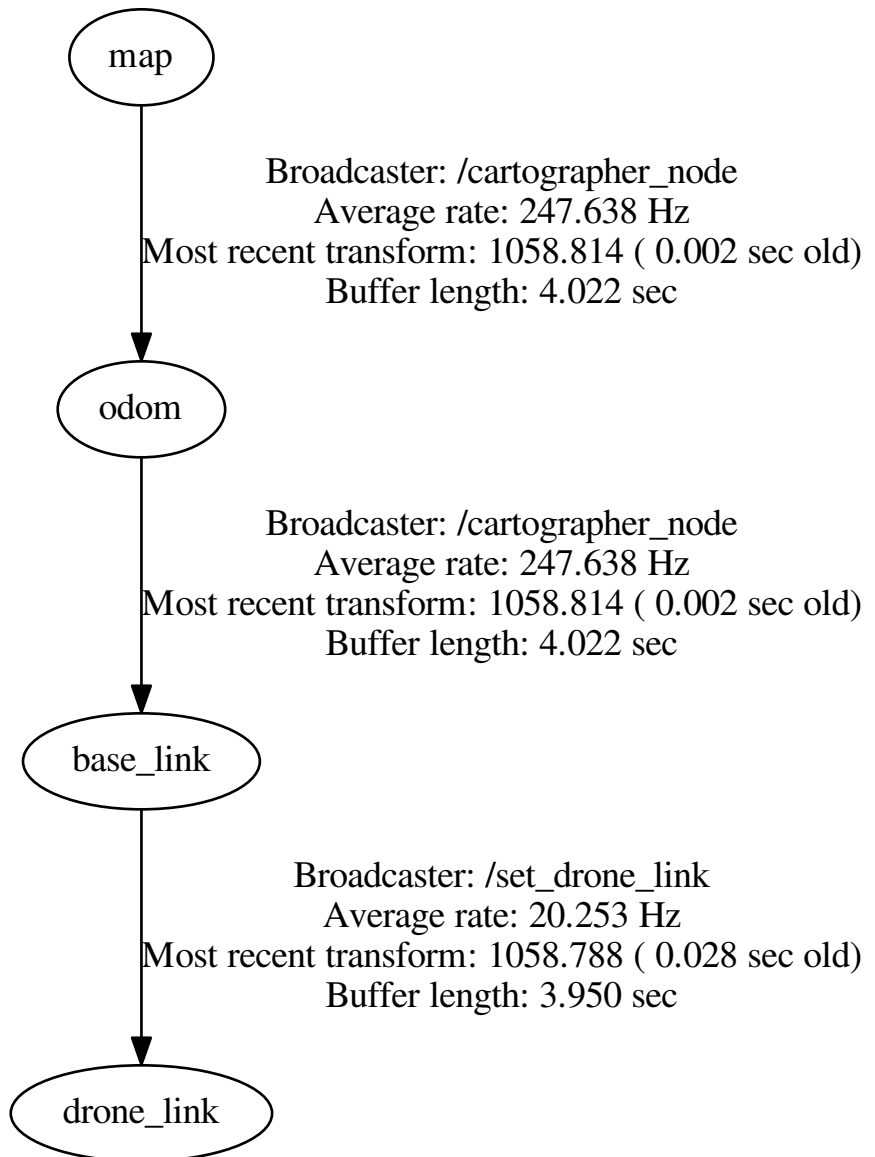 map
Broadcaster: /cartographer_node
Average rate: 247.638 Hz
Most recent transform: 1058.814 ( 0.002 sec old)
Buffer length: 4.022 sec
odom
Broadcaster: /cartographer_node
Average rate: 247.638 Hz
Most recent transform: 1058.814 ( 0.002 sec old)
Buffer length: 4.022 sec
base_link
Broadcaster: /set_drone_link
Average rate: 20.253 Hz
Most recent transform: 1058.788 ( 0.028 sec old)
Buffer length: 3.950 sec
drone_link